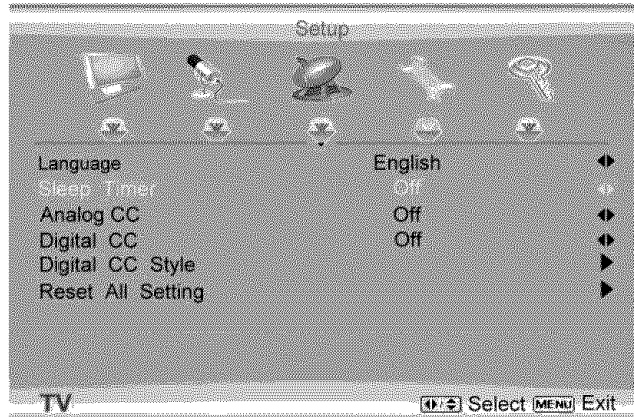 Setup
Language English
Sleep Timer Off
Analog CC Off
Digital CC Off
Digital CC Style
Reset All Setting
TV Select MENU Exit